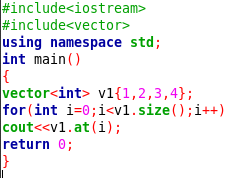 #include<iostream>
#include<vector>
using namespace std;
int main()
{
vector<int> v1{1,2,3,4};
for(int i=0;i<v1.size();i++)
cout<<v1.at(i);
return 0;
}